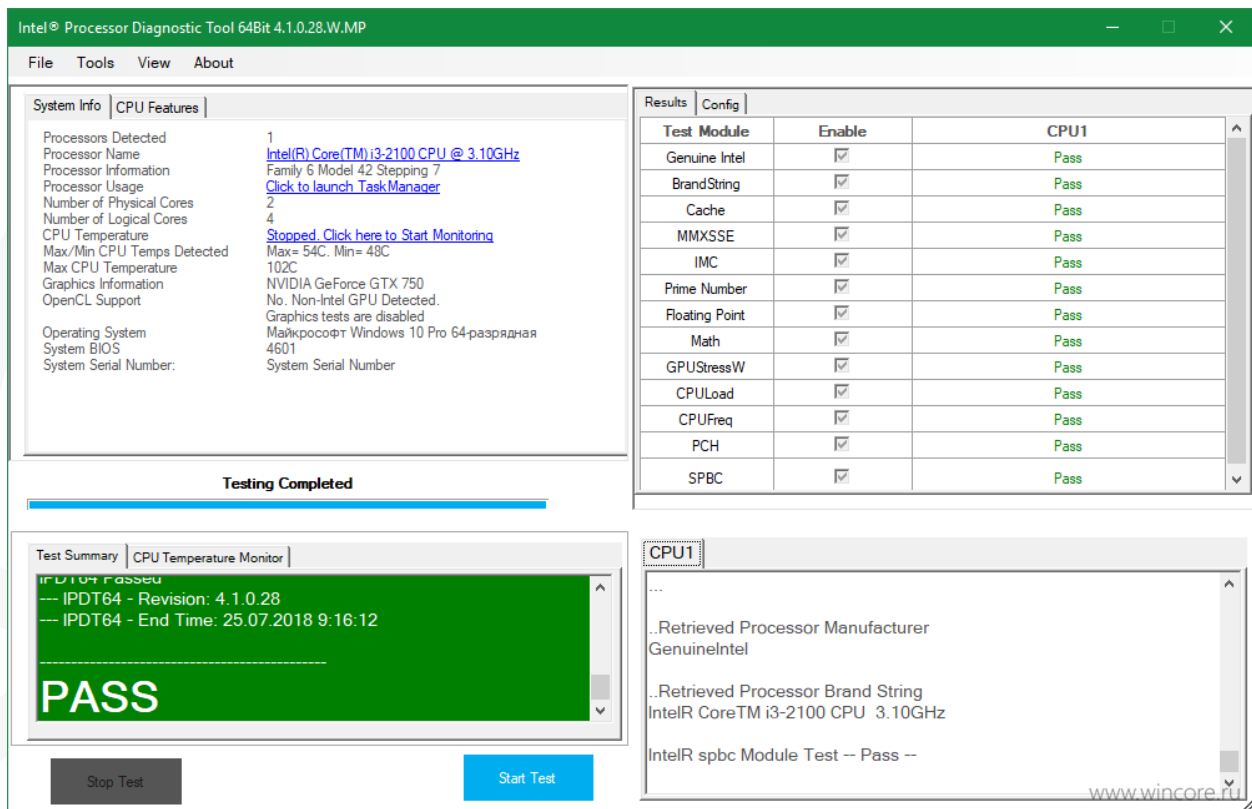 Intel® Processor Diagnostic Tool 64Bit 4.1.0.28.W.MP
File Tools View About
System Info CPU Features
Processors Detected 1
Processor Name Intel(R) Core(TM) i3-2100 CPU @ 3.10GHz
Processor Information Family 6 Model 42 Stepping 7
Processor Usage Click to launch TaskManager
Number of Physical Cores 2
Number of Logical Cores 4
CPU Temperature Stopped. Click here to Start Monitoring
Max/Min CPU Temps Detected Max= 54C. Min= 48C
Max CPU Temperature 102C
Graphics Information NVIDIA GeForce GTX 750
OpenCL Support No. Non-Intel GPU Detected.
Graphics tests are disabled
Operating System Майкрософт Windows 10 Pro 64-разрядная
System BIOS 4601
System Serial Number: System Serial Number
Results Config
Test Module Enable CPU1
Genuine Intel Pass
BrandString Pass
Cache Pass
MMXSSE Pass
IMC Pass
Prime Number Pass
Floating Point Pass
Math Pass
GPUStressW Pass
CPULoad Pass
CPUFreq Pass
PCH Pass
SPBC Pass
Testing Completed
Test Summary CPU Temperature Monitor
IPDT64 Passed
--- IPDT64 - Revision: 4.1.0.28
--- IPDT64 - End Time: 25.07.2018 9:16:12
----------------------------------------------
PASS
Stop Test
Start Test
CPU1
...
..Retrieved Processor Manufacturer
GenuineIntel
..Retrieved Processor Brand String
IntelR CoreTM i3-2100 CPU 3.10GHz
IntelR spbc Module Test -- Pass --
www.wincore.ru